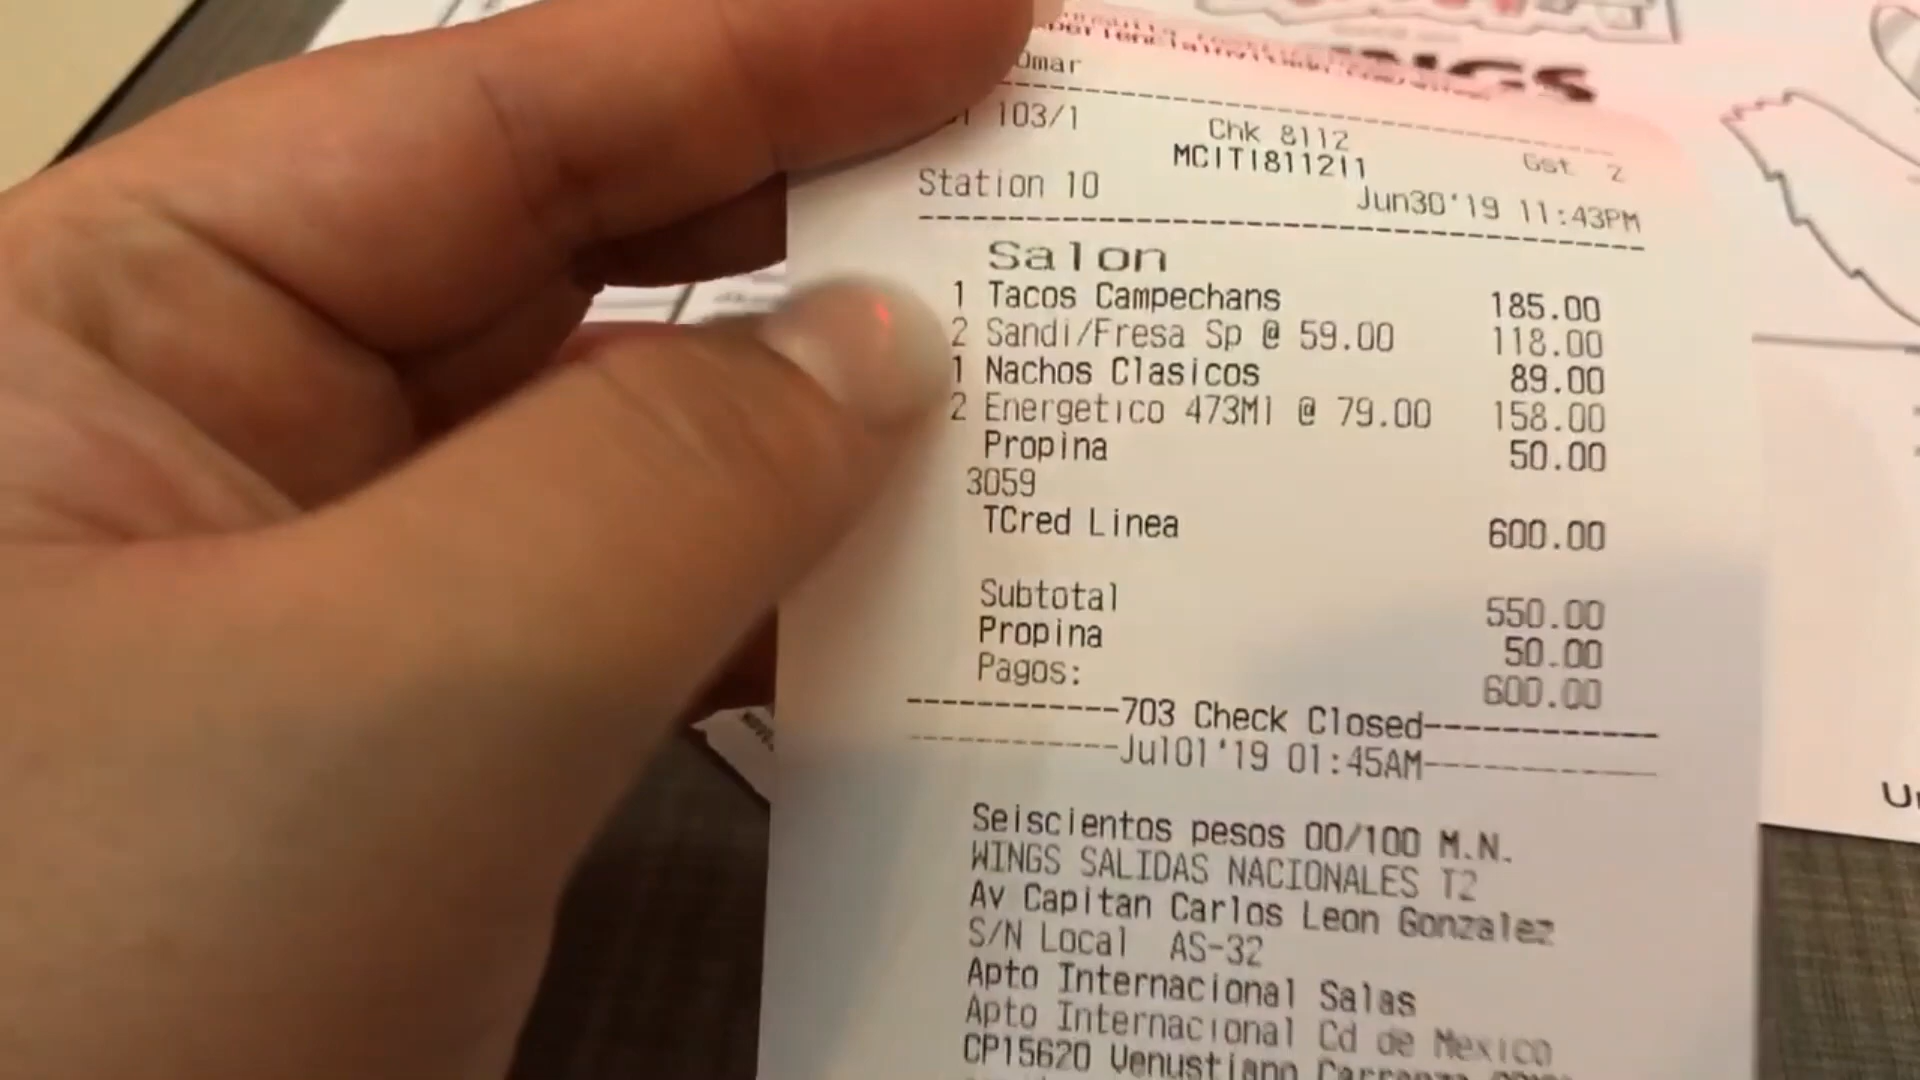 NGS
Omar
103/1 Chk 8112 Gst 2
MCITI811211
Station 10 Jun30'19 11:43PM
Salon
1 Tacos Campechans 185.00
2 Sandi/Fresa Sp @ 59.00 118.00
1 Nachos Clasicos 89.00
2 Energetico 473Ml @ 79.00 158.00
Propina 50.00
3059
TCred Linea 600.00
Subtotal 550.00
Propina 50.00
Pagos: 600.00
------------703 Check Closed-------------
------------Jul01'19 01:45AM-------------
Seiscientos pesos 00/100 M.N.
WINGS SALIDAS NACIONALES T2
Av Capitan Carlos Leon Gonzalez
S/N Local AS-32
Apto Internacional Salas
Apto Internacional Cd de Mexico
CP15620 Venustiano Carranza